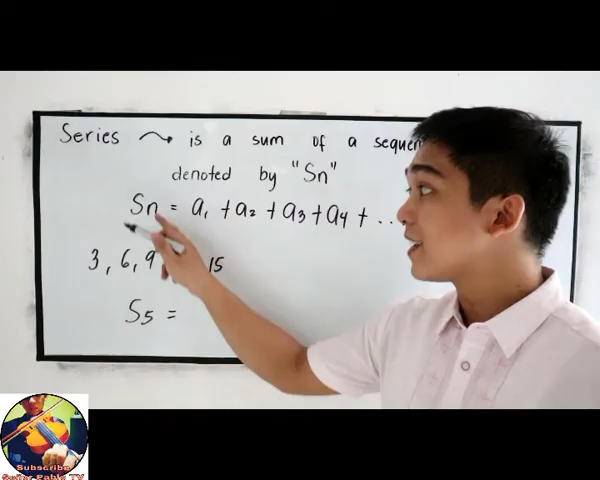 Series ⤳ is a sum of a sequen
denoted by "Sn"
Sn = a1 + a2 + a3 + a4 + ...
3, 6, 9 15
S5 =
Subscribe